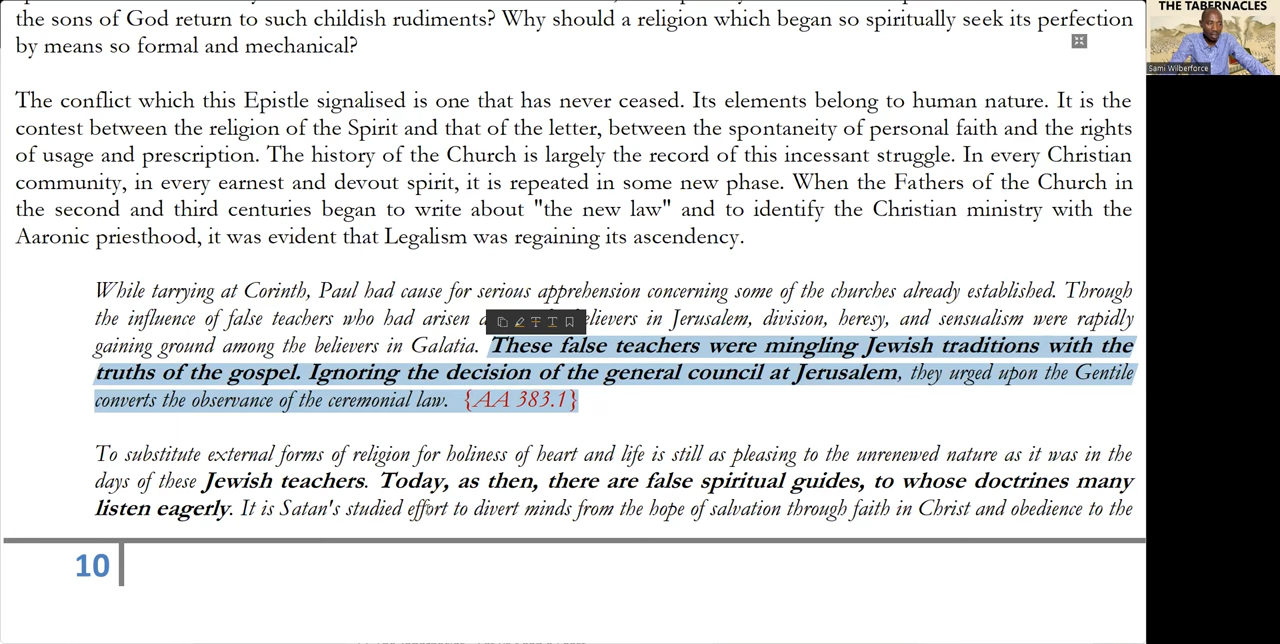 the sons of God return to such childish rudiments? Why should a religion which began so spiritually seek its perfection
by means so formal and mechanical?
The conflict which this Epistle signalised is one that has never ceased. Its elements belong to human nature. It is the
contest between the religion of the Spirit and that of the letter, between the spontaneity of personal faith and the rights
of usage and prescription. The history of the Church is largely the record of this incessant struggle. In every Christian
community, in every earnest and devout spirit, it is repeated in some new phase. When the Fathers of the Church in
the second and third centuries began to write about "the new law" and to identify the Christian ministry with the
Aaronic priesthood, it was evident that Legalism was regaining its ascendency.
While tarrying at Corinth, Paul had cause for serious apprehension concerning some of the churches already established. Through
the influence of false teachers who had arisen believers in Jerusalem, division, heresy, and sensualism were rapidly
gaining ground among the believers in Galatia. These false teachers were mingling Jewish traditions with the
truths of the gospel. Ignoring the decision of the general council at Jerusalem, they urged upon the Gentile
converts the observance of the ceremonial law. {AA 383.1}
To substitute external forms of religion for holiness of heart and life is still as pleasing to the unrenewed nature as it was in the
days of these Jewish teachers. Today, as then, there are false spiritual guides, to whose doctrines many
listen eagerly. It is Satan's studied effort to divert minds from the hope of salvation through faith in Christ and obedience to the
10
THE TABERNACLES
Sami Wilberforce